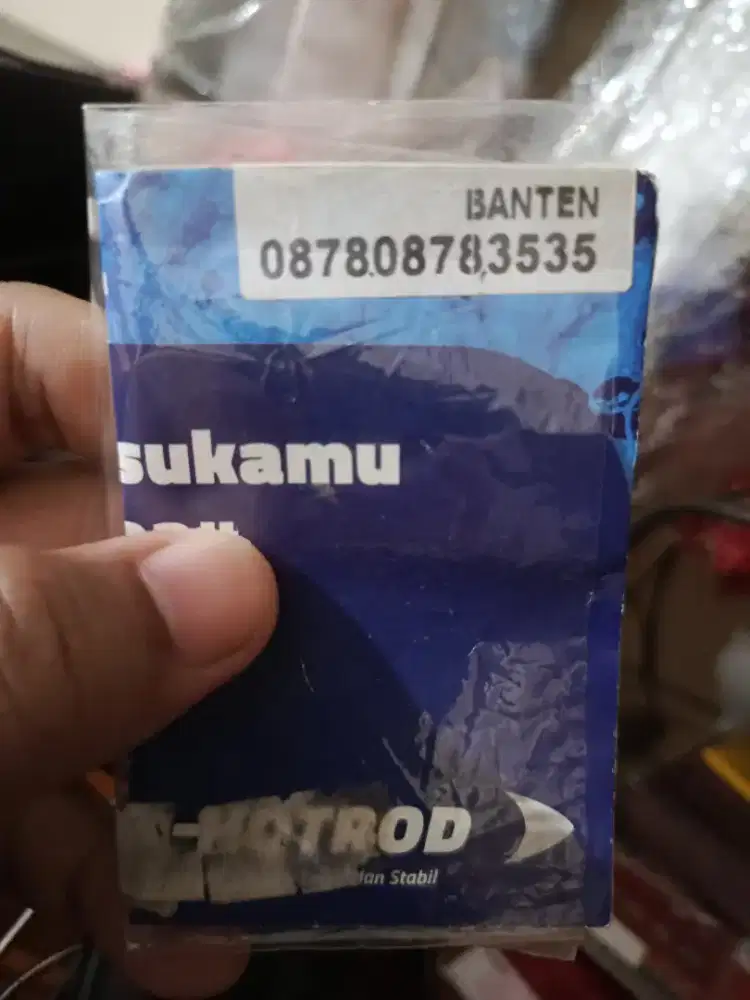 BANTEN
087808783535
sukamu
-HOTROD
dan Stabil